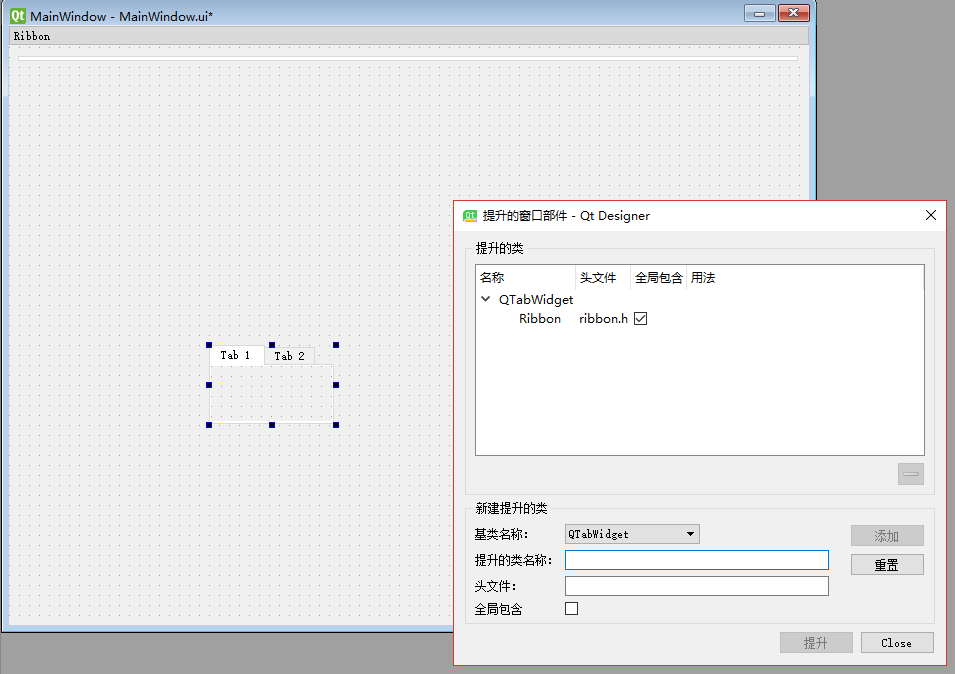 Qt MainWindow - MainWindow.ui*
Ribbon
Tab 1 Tab 2
Qt 提升的窗口部件 - Qt Designer
提升的类
名称 头文件 全局包含 用法
QTabWidget
Ribbon ribbon.h
新建提升的类
基类名称: QTabWidget 添加
提升的类名称: 重置
头文件:
全局包含
提升 Close